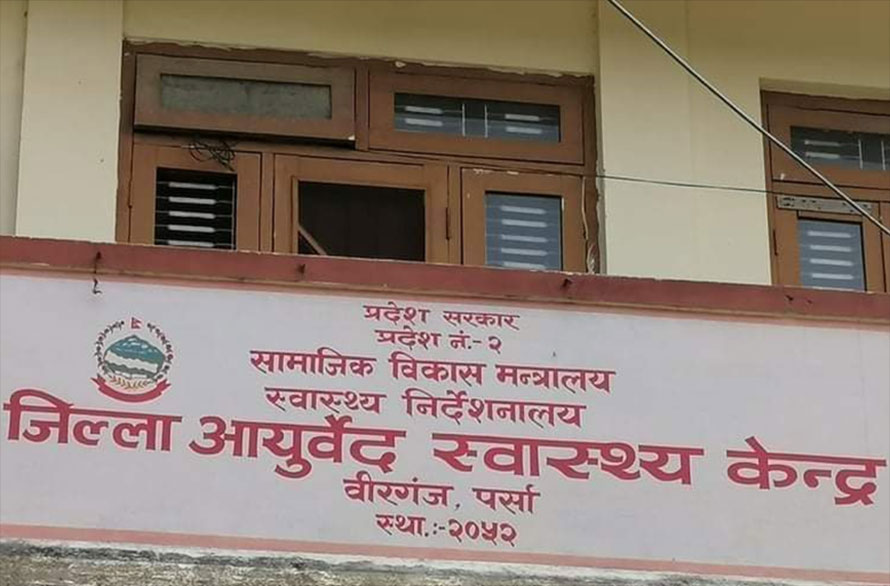 प्रदेश सरकार
प्रदेश नं.- २
सामाजिक विकास मन्त्रालय
स्वास्थ्य निर्देशनालय
जिल्ला आयुर्वेद स्वास्थ्य केन्द्र
वीरगंज, पर्सा
स्था.:-२०५२